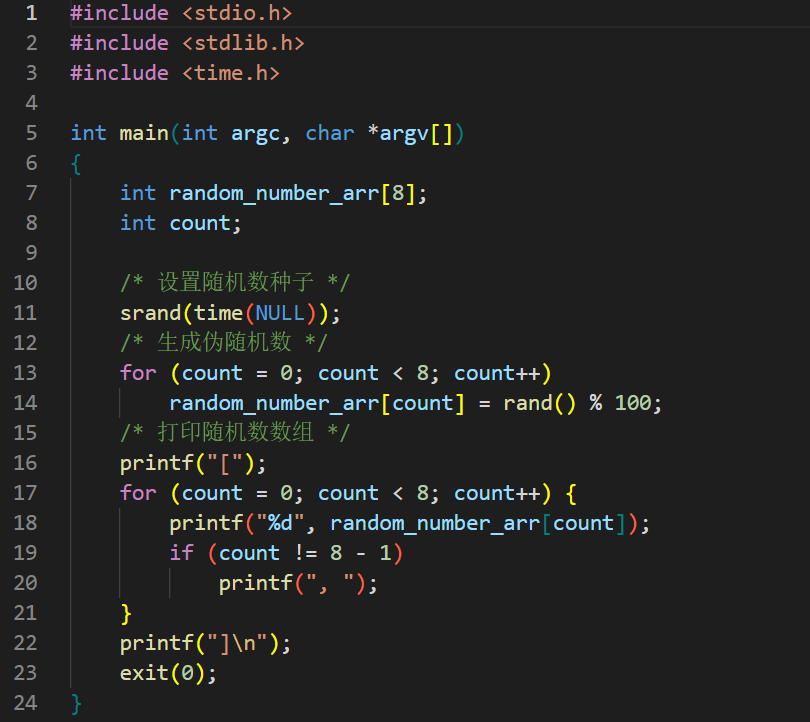 1 #include <stdio.h>
2 #include <stdlib.h>
3 #include <time.h>
4
5 int main(int argc, char *argv[])
6 {
7     int random_number_arr[8];
8     int count;
9
10     /* 设置随机数种子 */
11     srand(time(NULL));
12     /* 生成伪随机数 */
13     for (count = 0; count < 8; count++)
14         random_number_arr[count] = rand() % 100;
15     /* 打印随机数数组 */
16     printf("[");
17     for (count = 0; count < 8; count++) {
18         printf("%d", random_number_arr[count]);
19         if (count != 8 - 1)
20             printf(", ");
21     }
22     printf("]\n");
23     exit(0);
24 }